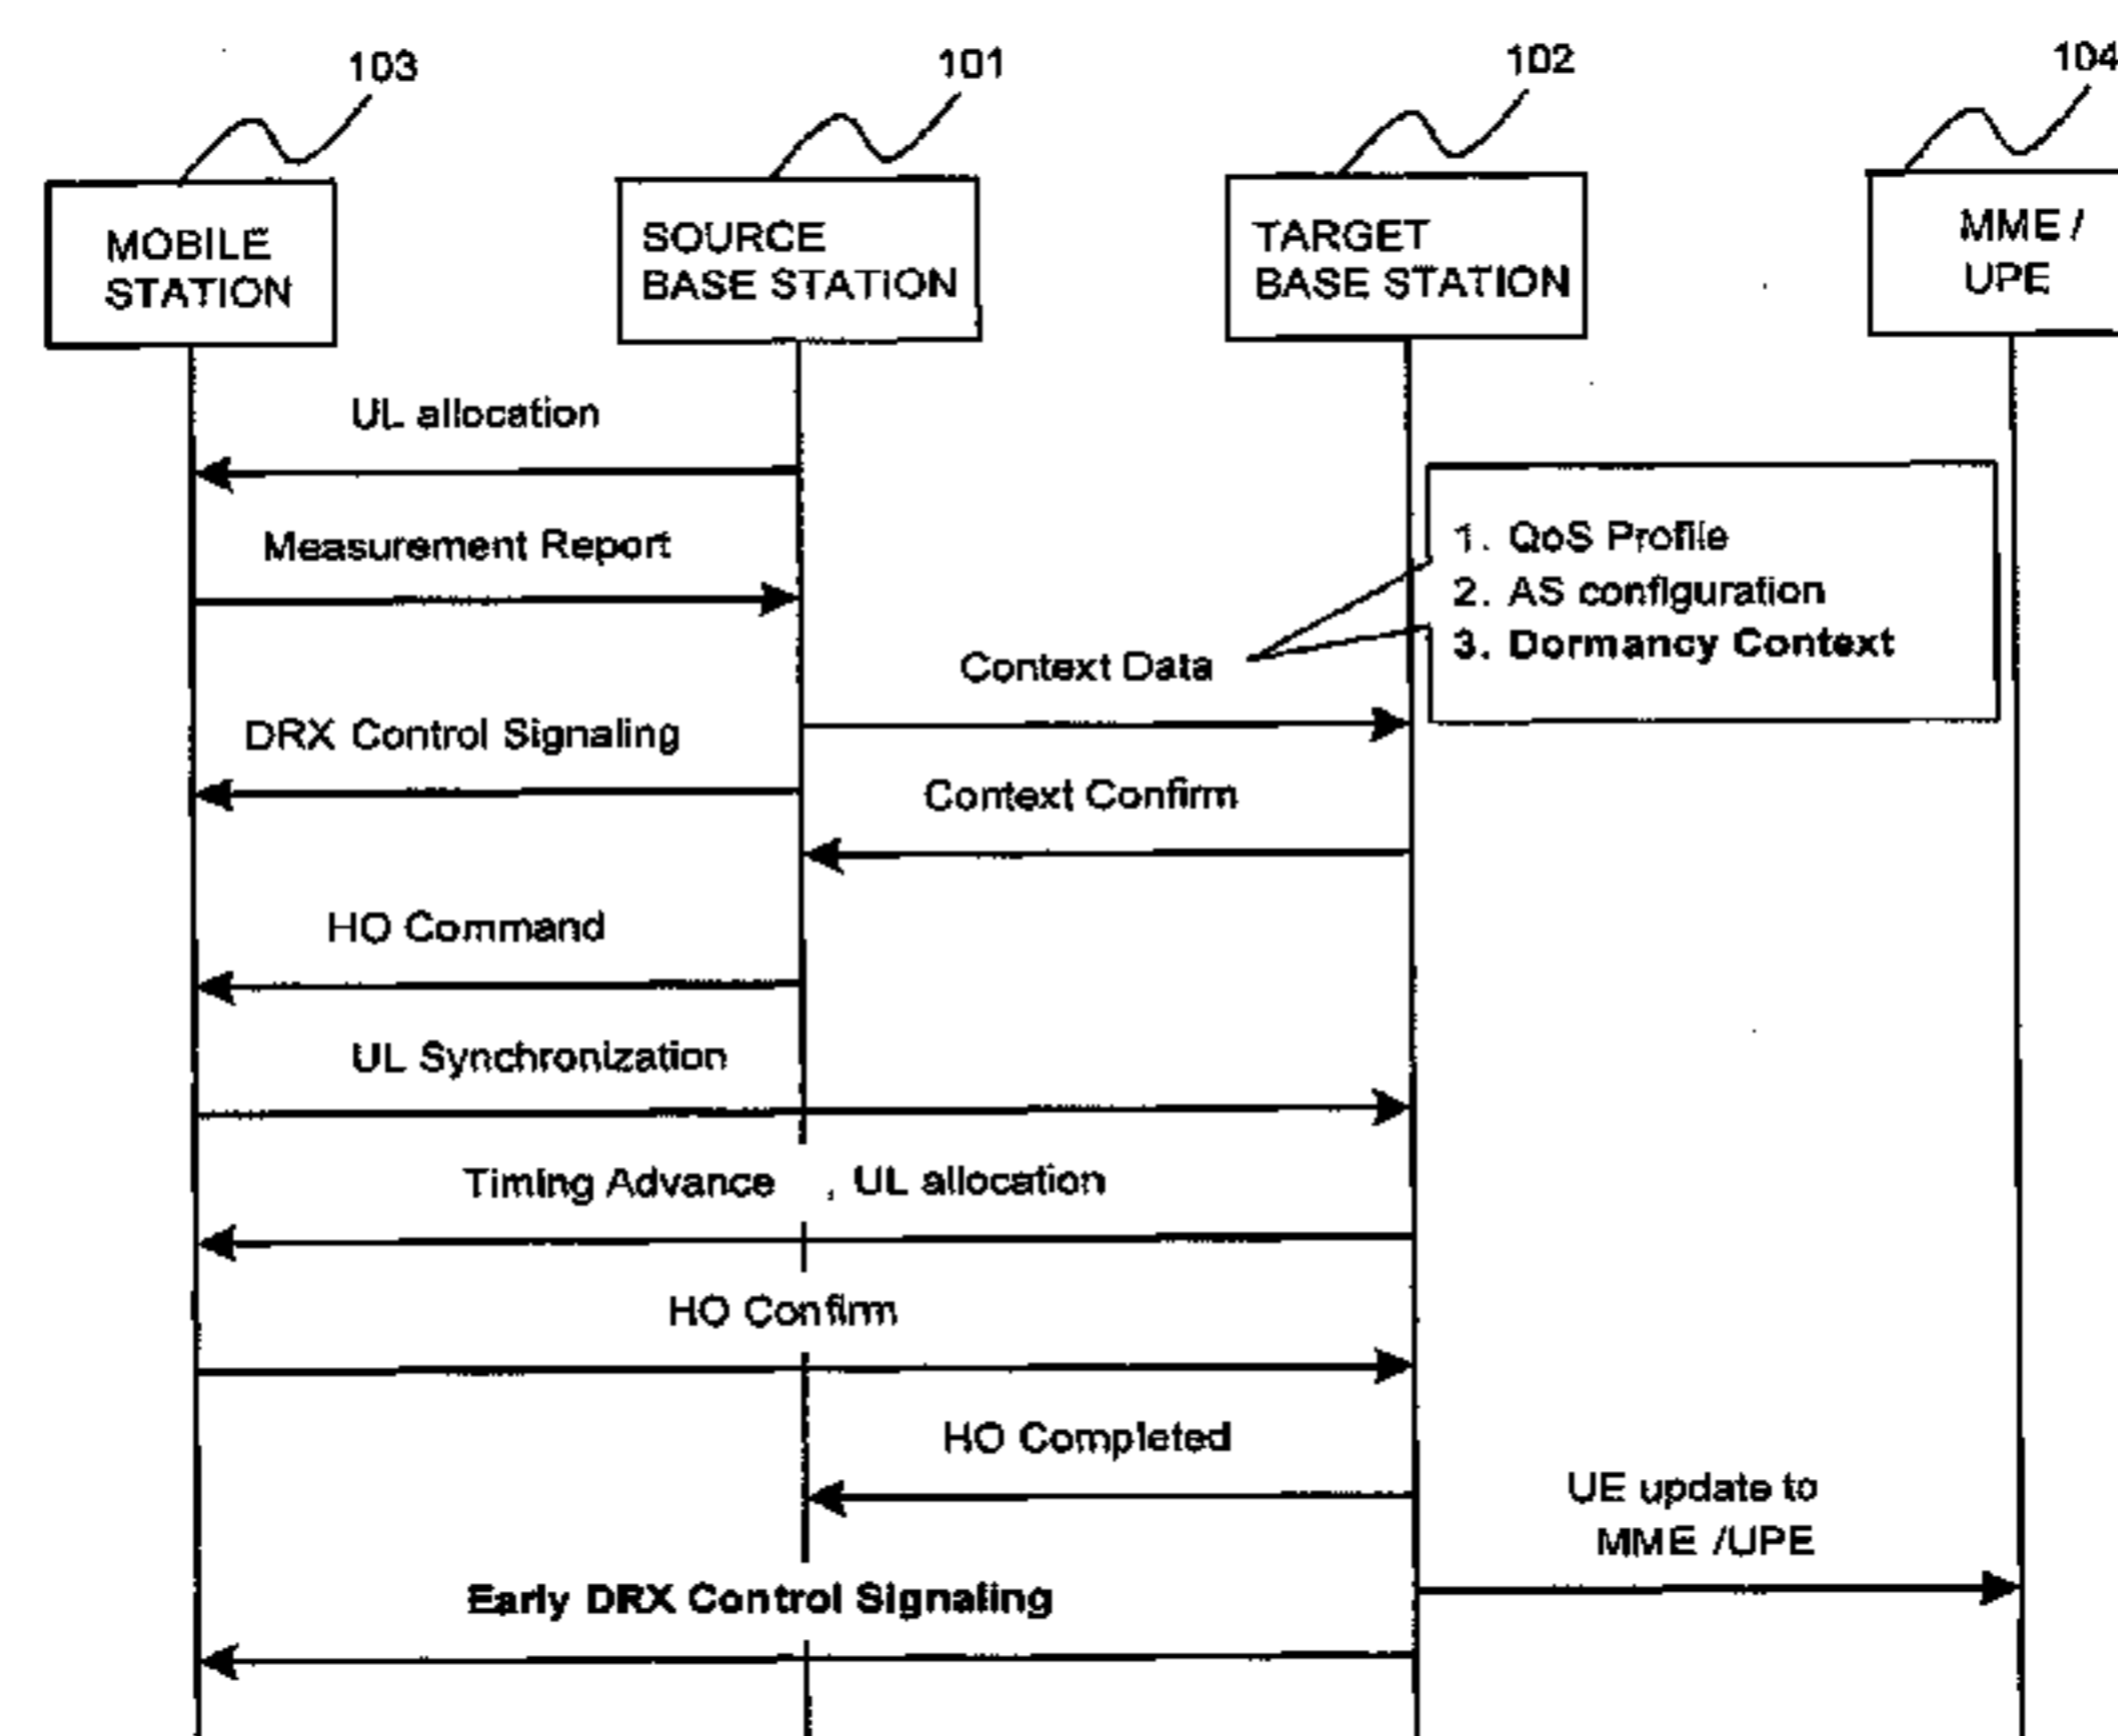 103
101
102
104
MOBILE
STATION
SOURCE
BASE STATION
TARGET
BASE STATION
MME /
UPE
UL allocation
Measurement Report
1. QoS Profile
2. AS configuration
3. Dormancy Context
Context Data
DRX Control Signaling
Context Confirm
HO Command
UL Synchronization
Timing Advance , UL allocation
HO Confirm
HO Completed
UE update to
MME /UPE
Early DRX Control Signaling